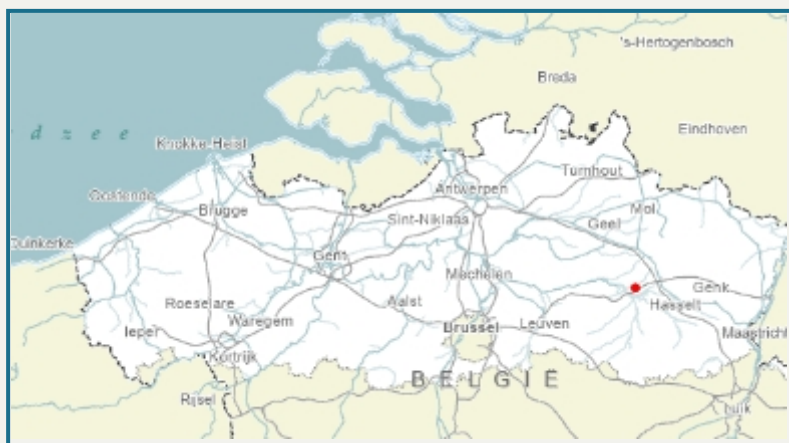 's-Hertogenbosch
Breda
Eindhoven
d z e e
Knokke-Heist
Turnhout
Antwerpen
Oostende
Mol
Brugge
Sint-Niklaas
Geel
Duinkerke
Gent
Mechelen
Genk
Roeselare
Aalst
Hasselt
Waregem
Ieper
Brussel
Leuven
Maastricht
Kortrijk
BELGIË
Rijsel
Luik